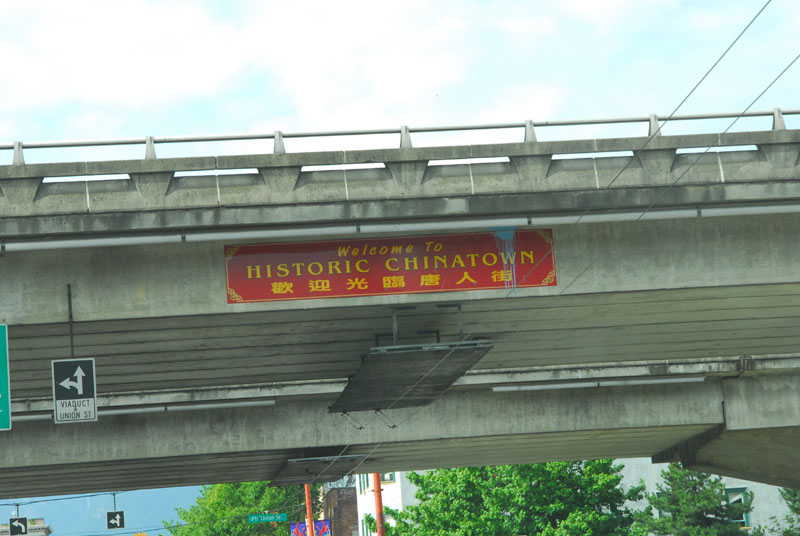 Welcome To
HISTORIC CHINATOWN
歡迎光臨唐人街
VIADUCT
&
UNION ST